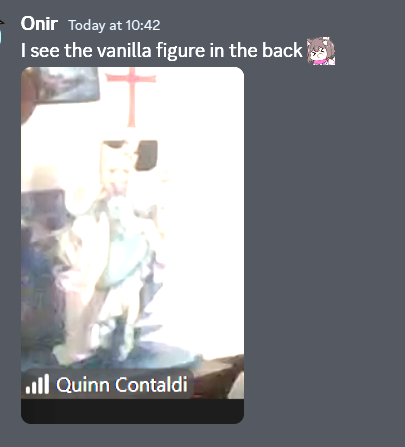 Onir Today at 10:42
I see the vanilla figure in the back
Quinn Contaldi